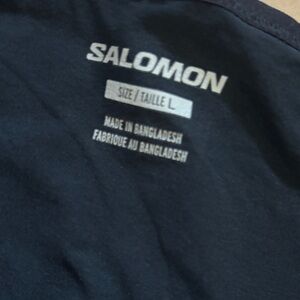 SALOMON
SIZE / TAILLE L
MADE IN BANGLADESH
FABRIQUE AU BANGLADESH